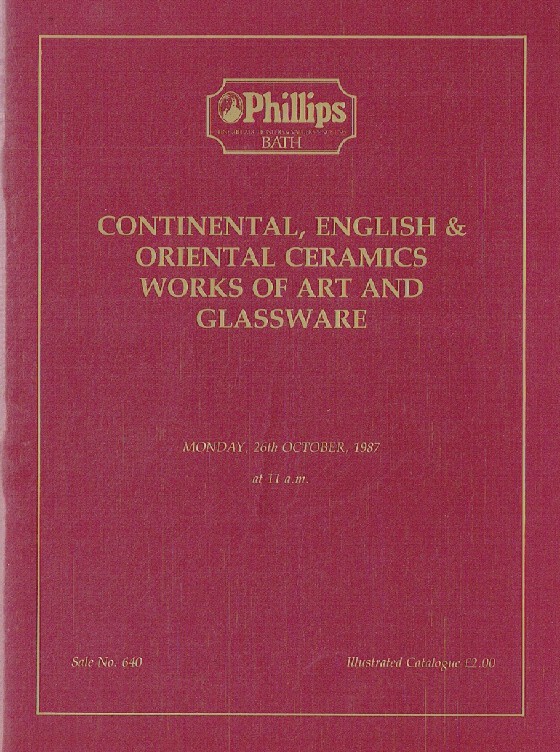 Phillips
BATH
CONTINENTAL, ENGLISH &
ORIENTAL CERAMICS
WORKS OF ART AND
GLASSWARE
MONDAY, 26th OCTOBER, 1987
at 11 a.m.
Sale No. 640
Illustrated Catalogue £2.00